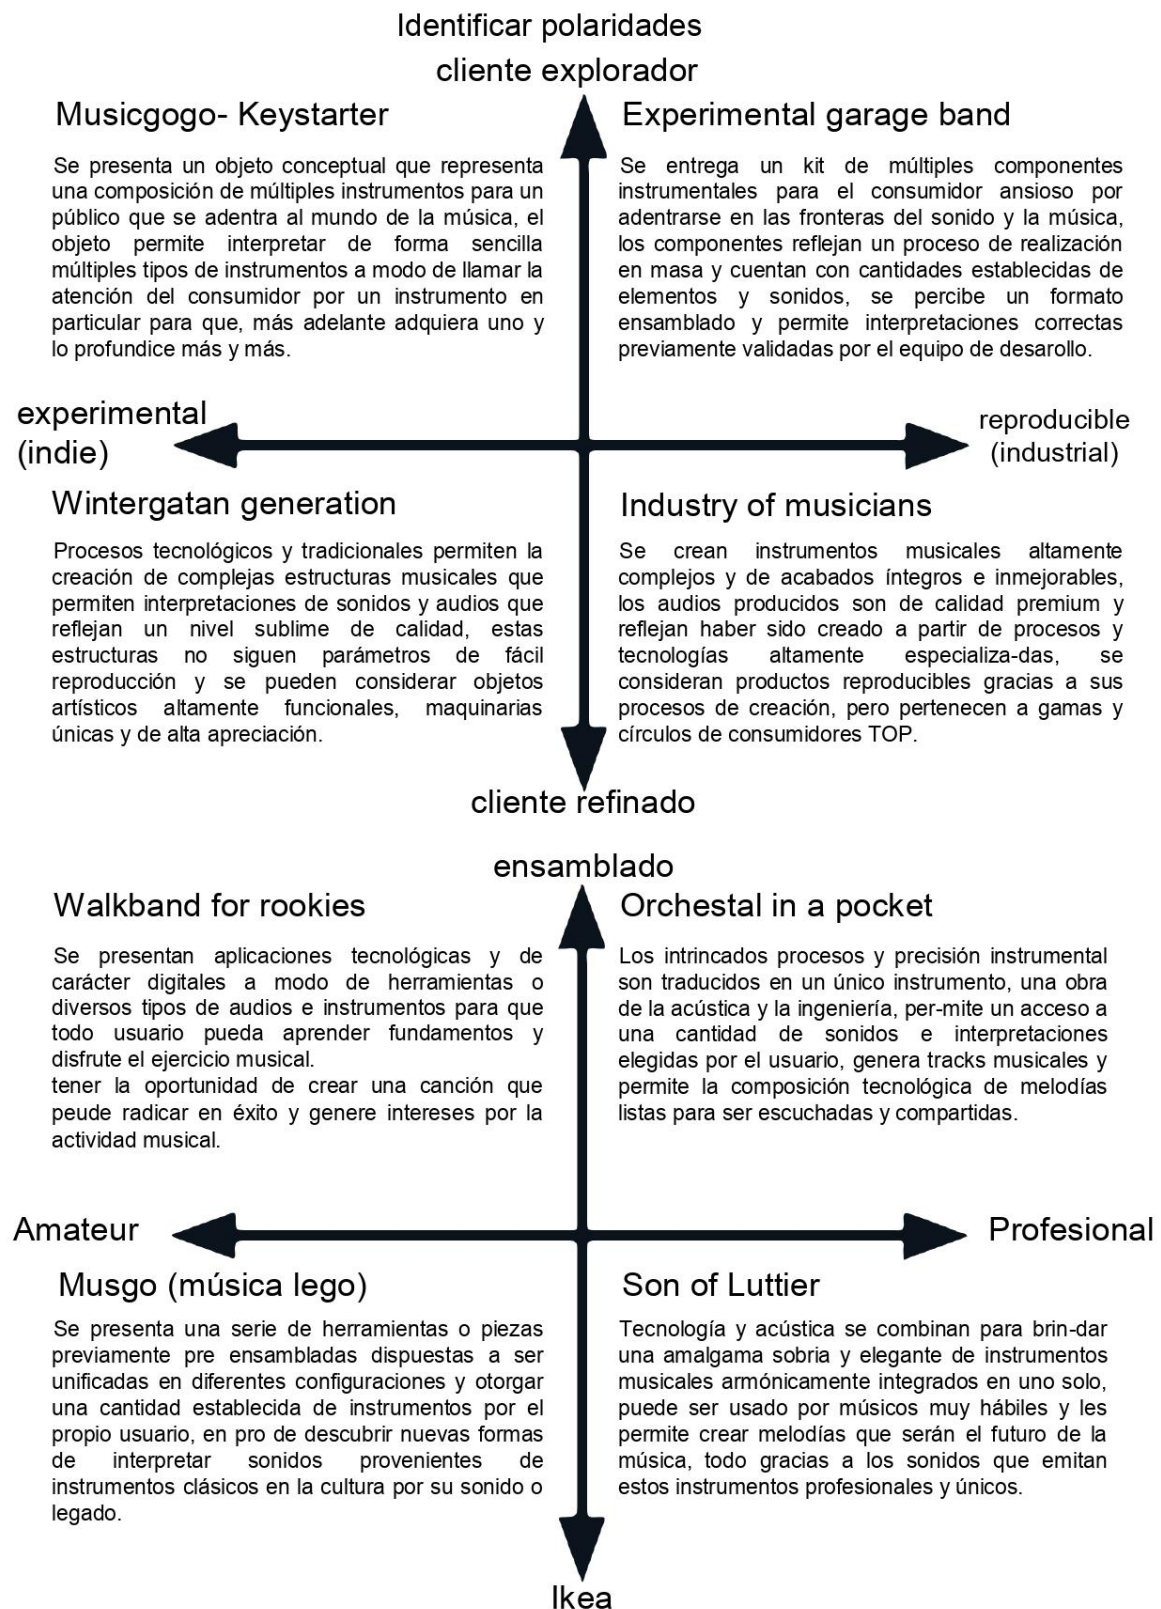 Identificar polaridades
cliente explorador
Musicgogo- Keystarter
Se presenta un objeto conceptual que representa
una composición de múltiples instrumentos para un
público que se adentra al mundo de la música, el
objeto permite interpretar de forma sencilla
múltiples tipos de instrumentos a modo de llamar la
atención del consumidor por un instrumento en
particular para que, más adelante adquiera uno y
lo profundice más y más.
Experimental garage band
Se entrega un kit de múltiples componentes
instrumentales para el consumidor ansioso por
adentrarse en las fronteras del sonido y la música,
los componentes reflejan un proceso de realización
en masa y cuentan con cantidades establecidas de
elementos y sonidos, se percibe un formato
ensamblado y permite interpretaciones correctas
previamente validadas por el equipo de desarollo.
experimental
(indie)
reproducible
(industrial)
Wintergatan generation
Procesos tecnológicos y tradicionales permiten la
creación de complejas estructuras musicales que
permiten interpretaciones de sonidos y audios que
reflejan un nivel sublime de calidad, estas
estructuras no siguen parámetros de fácil
reproducción y se pueden considerar objetos
artísticos altamente funcionales, maquinarias
únicas y de alta apreciación.
Industry of musicians
Se crean instrumentos musicales altamente
complejos y de acabados íntegros e inmejorables,
los audios producidos son de calidad premium y
reflejan haber sido creado a partir de procesos y
tecnologías altamente especializa-das, se
consideran productos reproducibles gracias a sus
procesos de creación, pero pertenecen a gamas y
círculos de consumidores TOP.
cliente refinado
ensamblado
Walkband for rookies
Se presentan aplicaciones tecnológicas y de
carácter digitales a modo de herramientas o
diversos tipos de audios e instrumentos para que
todo usuario pueda aprender fundamentos y
disfrute el ejercicio musical.
tener la oportunidad de crear una canción que
peude radicar en éxito y genere intereses por la
actividad musical.
Orchestal in a pocket
Los intrincados procesos y precisión instrumental
son traducidos en un único instrumento, una obra
de la acústica y la ingeniería, per-mite un acceso a
una cantidad de sonidos e interpretaciones
elegidas por el usuario, genera tracks musicales y
permite la composición tecnológica de melodías
listas para ser escuchadas y compartidas.
Amateur
Profesional
Musgo (música lego)
Se presenta una serie de herramientas o piezas
previamente pre ensambladas dispuestas a ser
unificadas en diferentes configuraciones y otorgar
una cantidad establecida de instrumentos por el
propio usuario, en pro de descubrir nuevas formas
de interpretar sonidos provenientes de
instrumentos clásicos en la cultura por su sonido o
legado.
Son of Luttier
Tecnología y acústica se combinan para brin-dar
una amalgama sobria y elegante de instrumentos
musicales armónicamente integrados en uno solo,
puede ser usado por músicos muy hábiles y les
permite crear melodías que serán el futuro de la
música, todo gracias a los sonidos que emitan
estos instrumentos profesionales y únicos.
Ikea